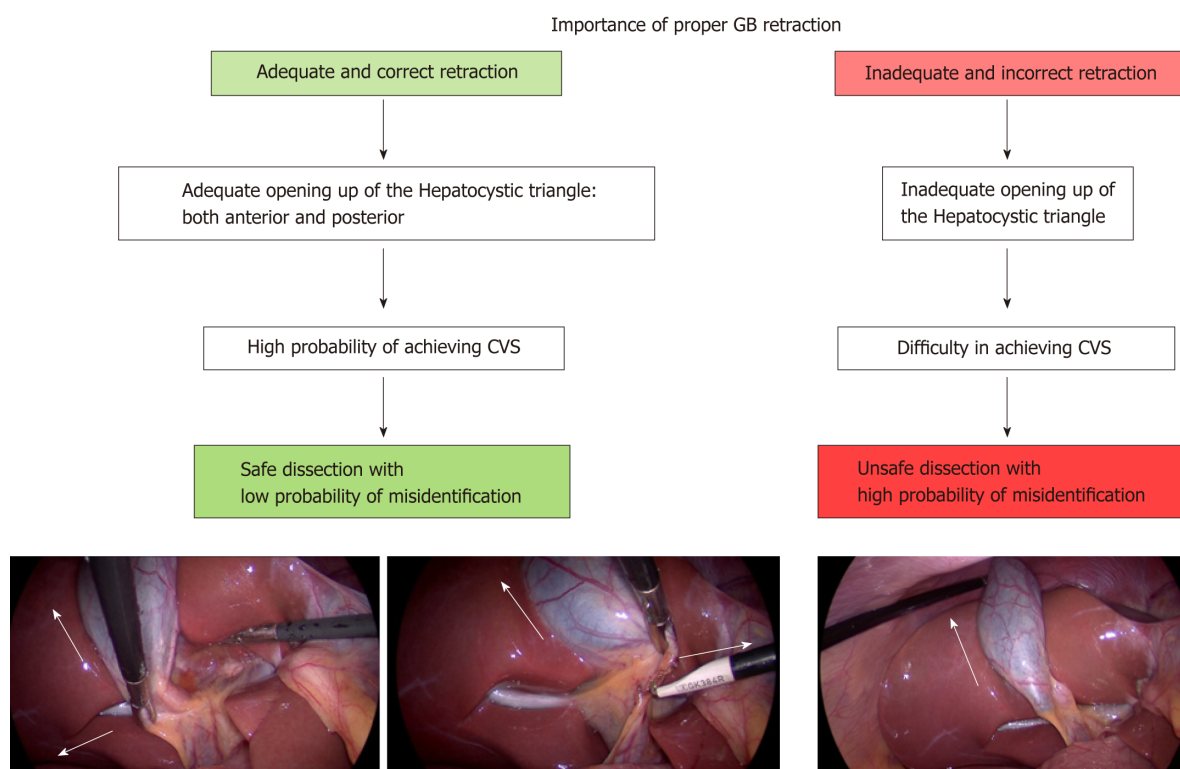 Importance of proper GB retraction
Adequate and correct retraction
Adequate opening up of the Hepatocystic triangle:
both anterior and posterior
High probability of achieving CVS
Safe dissection with
low probability of misidentification
Inadequate and incorrect retraction
Inadequate opening up of
the Hepatocystic triangle
Difficulty in achieving CVS
Unsafe dissection with
high probability of misidentification